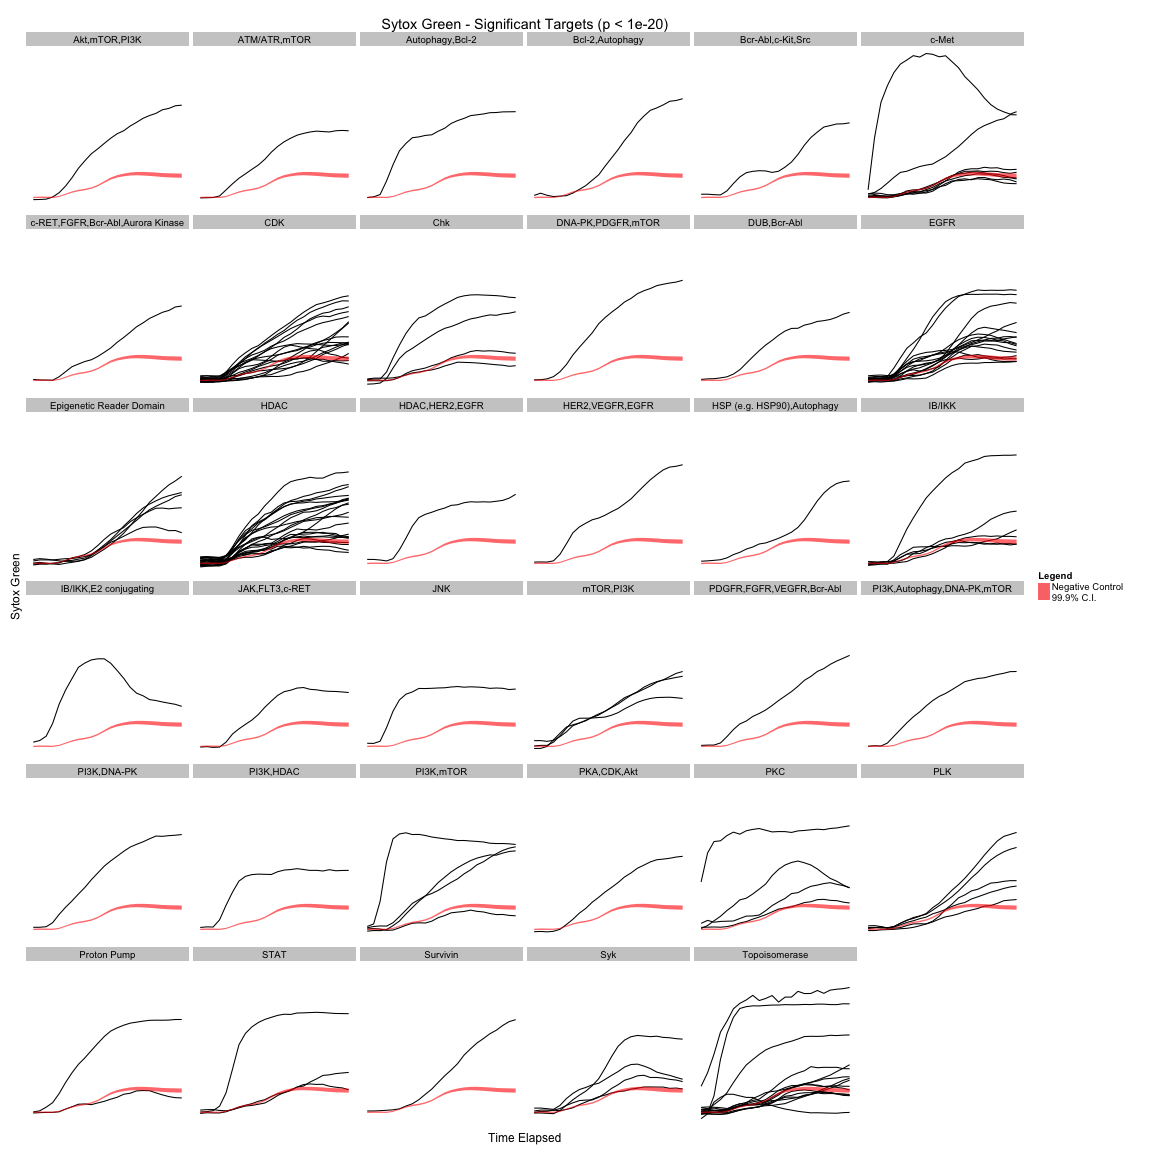 Sytox Green - Significant Targets (p < 1e-20)
Akt,mTOR,PI3K
ATM/ATR,mTOR
Autophagy,Bcl-2
Bcl-2,Autophagy
Bcr-Abl,c-Kit,Src
c-Met
c-RET,FGFR,Bcr-Abl,Aurora Kinase
CDK
Chk
DNA-PK,PDGFR,mTOR
DUB,Bcr-Abl
EGFR
Epigenetic Reader Domain
HDAC
HDAC,HER2,EGFR
HER2,VEGFR,EGFR
HSP (e.g. HSP90),Autophagy
IB/IKK
IB/IKK,E2 conjugating
JAK,FLT3,c-RET
JNK
mTOR,PI3K
PDGFR,FGFR,VEGFR,Bcr-Abl
PI3K,Autophagy,DNA-PK,mTOR
PI3K,DNA-PK
PI3K,HDAC
PI3K,mTOR
PKA,CDK,Akt
PKC
PLK
Proton Pump
STAT
Survivin
Syk
Topoisomerase
Sytox Green
Time Elapsed
Legend
Negative Control
99.9% C.I.